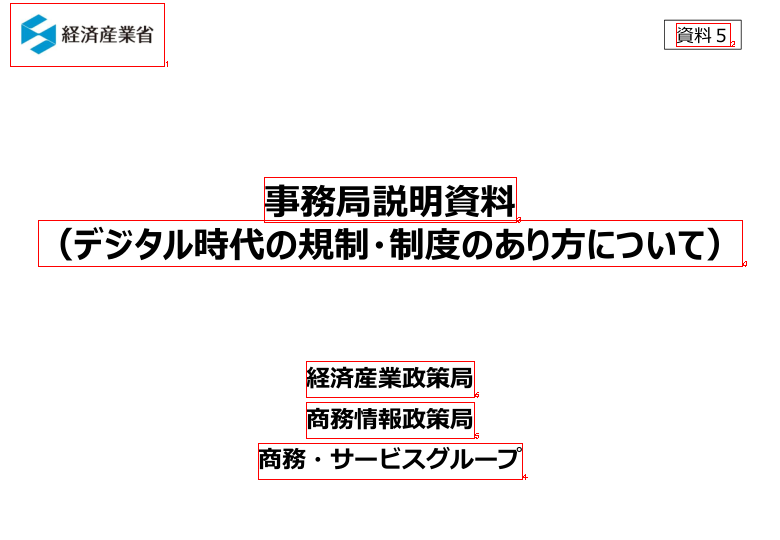 経済産業省
資料５
事務局説明資料
（デジタル時代の規制・制度のあり方について）
経済産業政策局
商務情報政策局
商務・サービスグループ